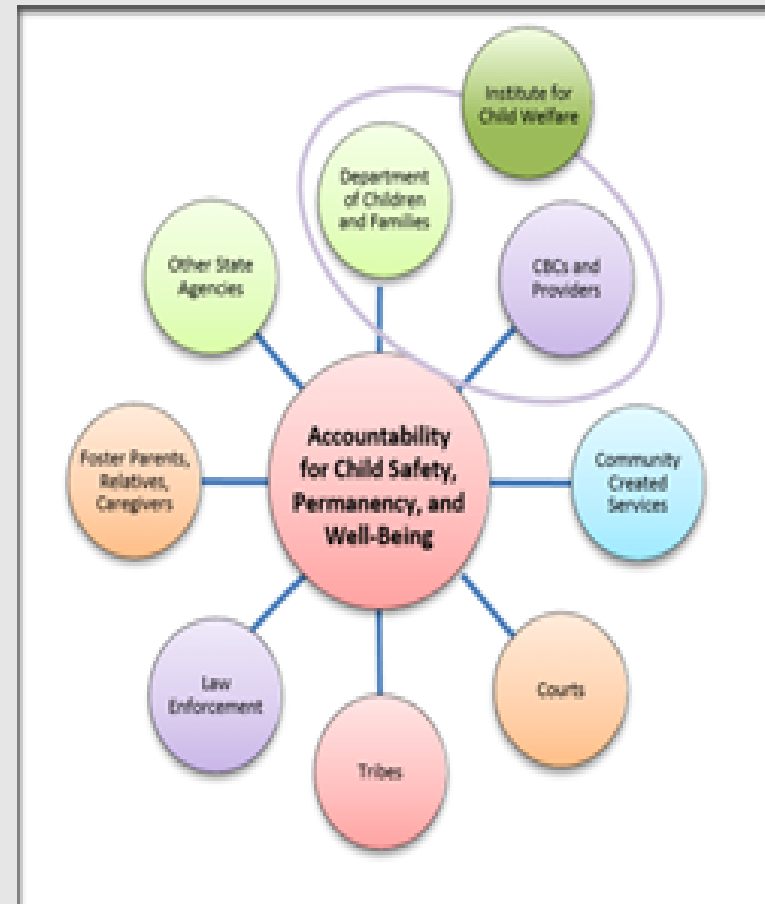 Institute for
Child Welfare
Department
of Children
and Families
CBCs and
Providers
Other State
Agencies
Accountability
for Child Safety,
Permanency, and
Well-Being
Foster Parents,
Relatives,
Caregivers
Community
Created
Services
Law
Enforcement
Courts
Tribes